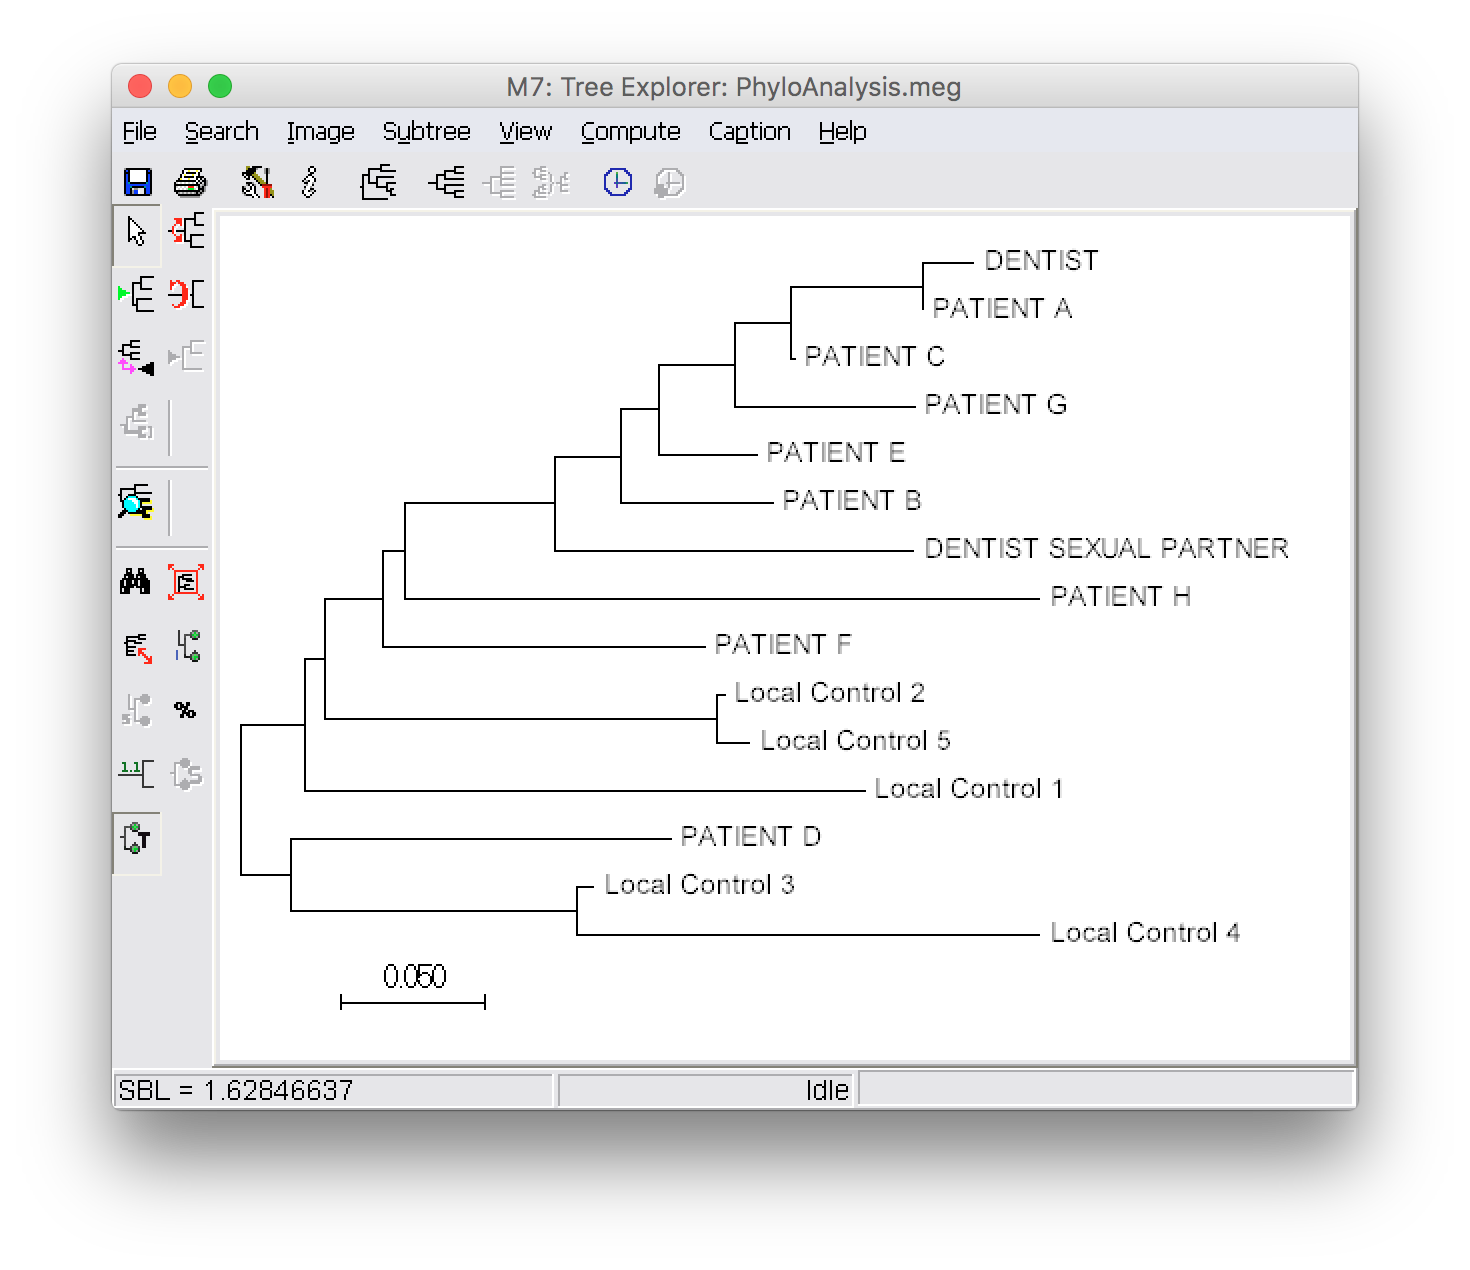 M7: Tree Explorer: PhyloAnalysis.meg
File Search Image Subtree View Compute Caption Help
DENTIST
PATIENT A
PATIENT C
PATIENT G
PATIENT E
PATIENT B
DENTIST SEXUAL PARTNER
PATIENT H
PATIENT F
Local Control 2
Local Control 5
Local Control 1
PATIENT D
Local Control 3
Local Control 4
0.050
%
1.1
SBL = 1.62846637
Idle